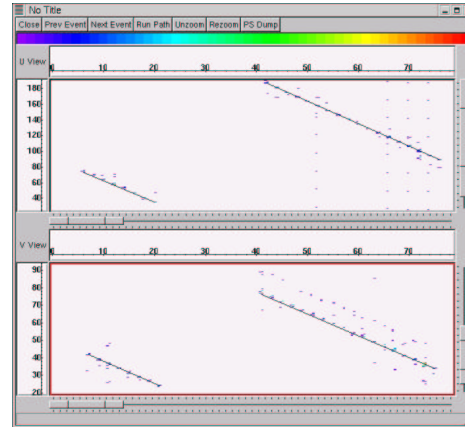 No Title
Close Prev Event Next Event Run Path Unzoom Rezoom PS Dump
U View
0 10 20 30 40 50 60 70
180
160
140
120
100
80
60
40
V View
0 10 20 30 40 50 60 70
90
80
70
60
50
40
30
20